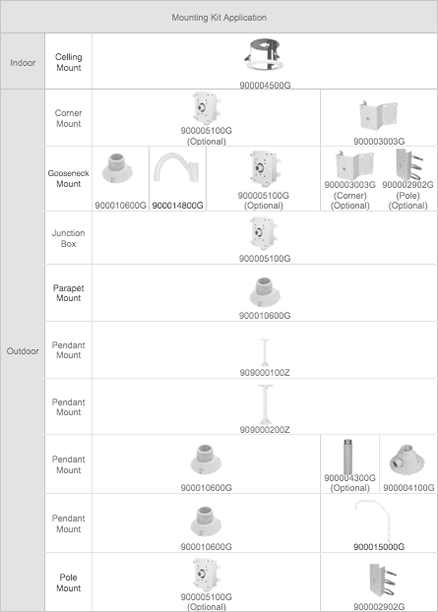 Mounting Kit Application
Indoor
Celling
Mount
900004500G
Outdoor
Corner
Mount
900005100G
(Optional)
900003003G
Gooseneck
Mount
900010600G
900014800G
900005100G
(Optional)
900003003G
(Corner)
(Optional)
900002902G
(Pole)
(Optional)
Junction
Box
900005100G
Parapet
Mount
900010600G
Pendant
Mount
909000100Z
Pendant
Mount
909000200Z
Pendant
Mount
900010600G
900004300G
(Optional)
900004100G
Pendant
Mount
900010600G
900015000G
Pole
Mount
900005100G
(Optional)
900002902G